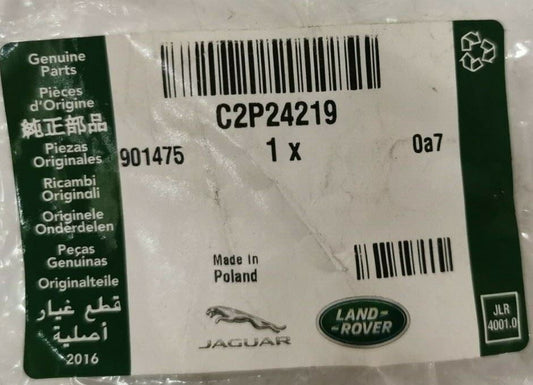 Genuine
Parts
Pièces
d'Origine
純正部品
Piezas
Originales
Ricambi
Originali
Originele
Onderdelen
Peças
Genuinas
Originalteile
قطع غيار
أصلية
2016
C2P24219
901475 1 x 0a7
Made In
Poland
JAGUAR
LAND-
-ROVER
JLR
4001.0